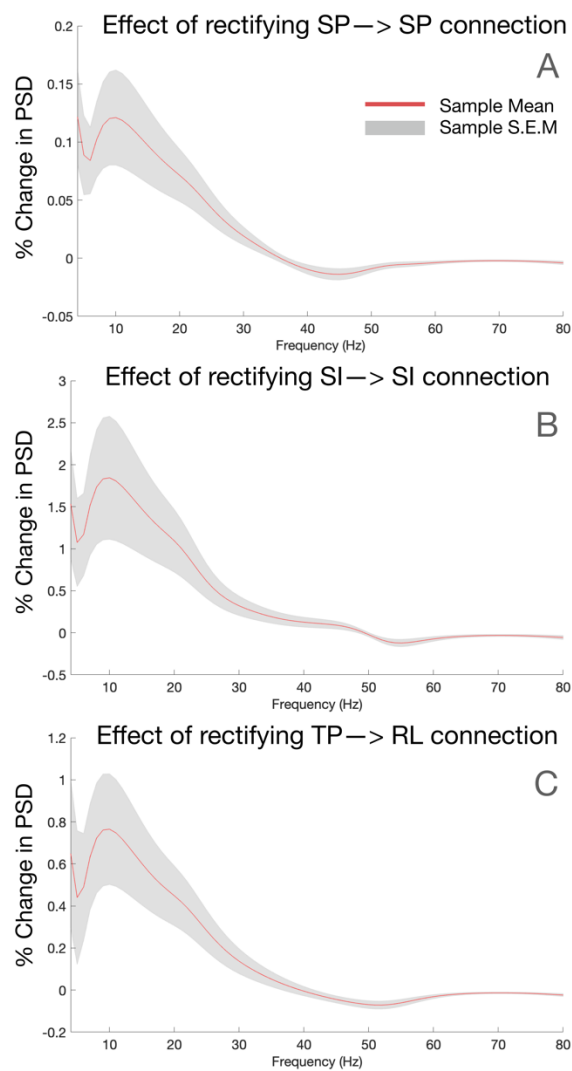 Effect of rectifying SP—> SP connection
A
Sample Mean
Sample S.E.M
% Change in PSD
0.2
0.15
0.1
0.05
0
-0.05
10 20 30 40 50 60 70 80
Frequency (Hz)
Effect of rectifying SI—> SI connection
B
% Change in PSD
3
2.5
2
1.5
1
0.5
0
-0.5
10 20 30 40 50 60 70 80
Frequency (Hz)
Effect of rectifying TP—> RL connection
C
% Change in PSD
1.2
1
0.8
0.6
0.4
0.2
0
-0.2
10 20 30 40 50 60 70 80
Frequency (Hz)